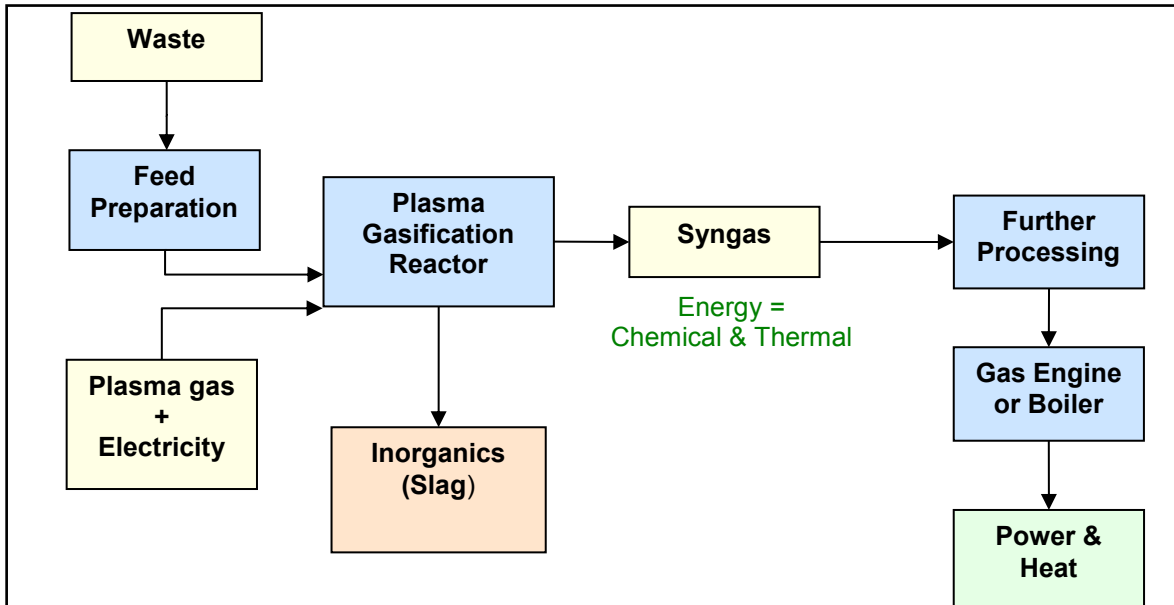 Waste
Feed
Preparation
Plasma
Gasification
Reactor
Syngas
Further
Processing
Energy =
Chemical & Thermal
Plasma gas
+
Electricity
Inorganics
(Slag)
Gas Engine
or Boiler
Power &
Heat